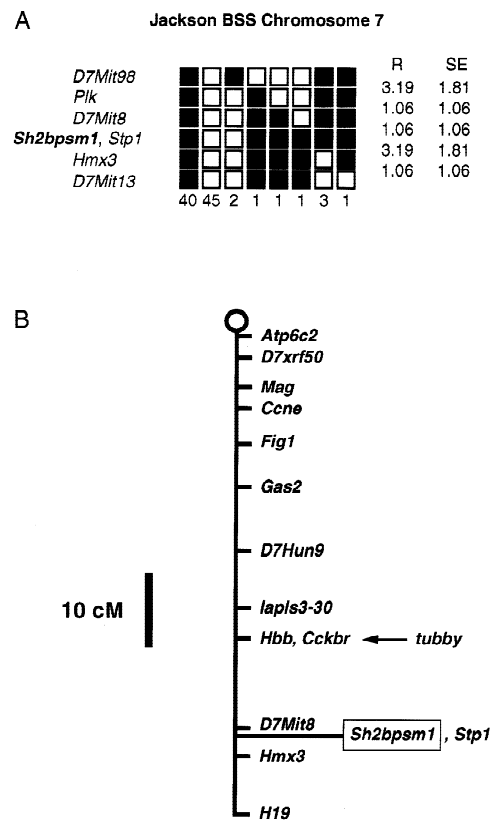 A
Jackson BSS Chromosome 7
R SE
D7Mit98
3.19 1.81
Plk
1.06 1.06
D7Mit8
1.06 1.06
Sh2bpsm1, Stp1
3.19 1.81
Hmx3
1.06 1.06
D7Mit13
40 45 2 1 1 1 3 1
B
Atp6c2
D7xrf50
Mag
Ccne
Fig1
Gas2
D7Hun9
10 cM
Iapls3-30
Hbb, Cckbr tubby
D7Mit8
Sh2bpsm1 , Stp1
Hmx3
H19